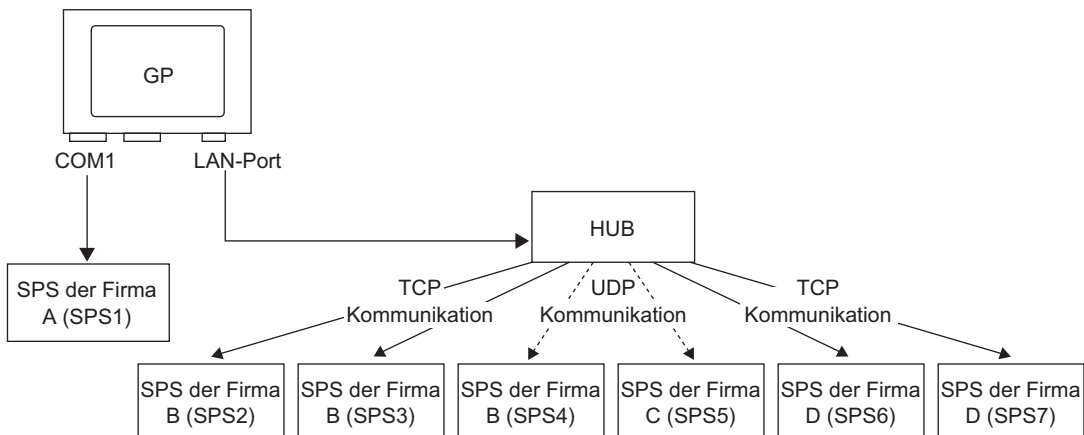 GP
COM1
LAN-Port
HUB
SPS der Firma
A (SPS1)
TCP
Kommunikation
UDP
Kommunikation
TCP
Kommunikation
SPS der Firma
B (SPS2)
SPS der Firma
B (SPS3)
SPS der Firma
B (SPS4)
SPS der Firma
C (SPS5)
SPS der Firma
D (SPS6)
SPS der Firma
D (SPS7)